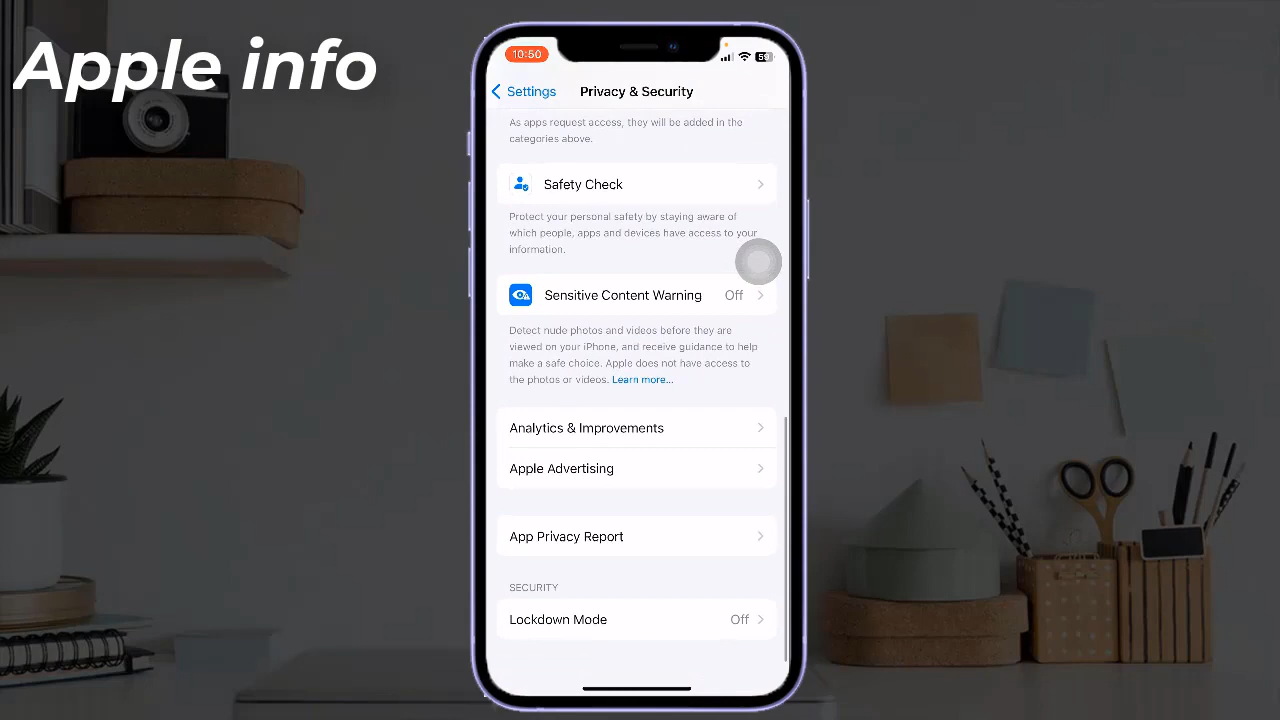 Apple info
10:50
59
Settings
Privacy & Security
As apps request access, they will be added in the
categories above.
Safety Check
Protect your personal safety by staying aware of
which people, apps and devices have access to your
information.
Sensitive Content Warning Off
Detect nude photos and videos before they are
viewed on your iPhone, and receive guidance to help
make a safe choice. Apple does not have access to
the photos or videos. Learn more...
Analytics & Improvements
Apple Advertising
App Privacy Report
SECURITY
Lockdown Mode Off